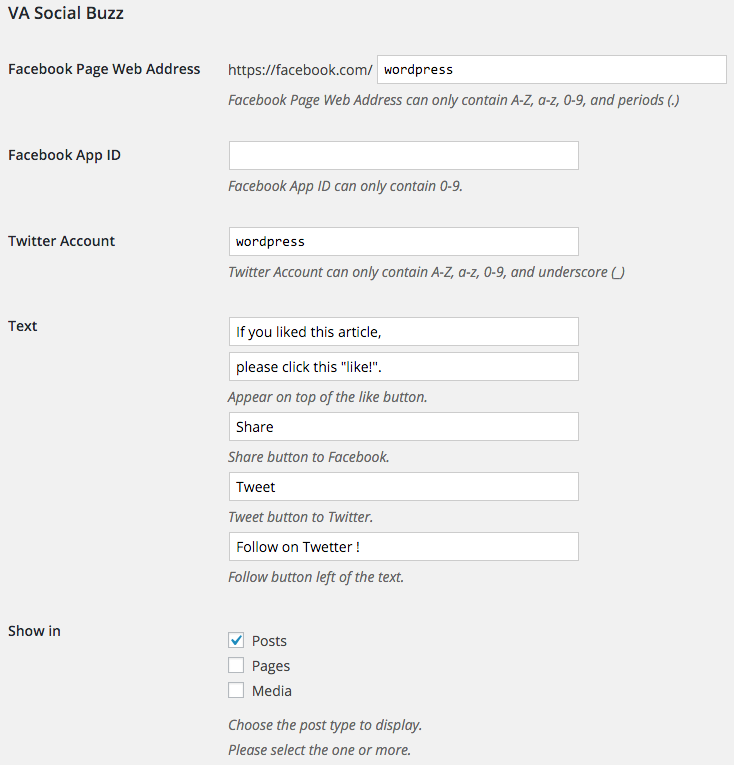 VA Social Buzz
Facebook Page Web Address https://facebook.com/ wordpress
Facebook Page Web Address can only contain A-Z, a-z, 0-9, and periods (.)
Facebook App ID
Facebook App ID can only contain 0-9.
Twitter Account wordpress
Twitter Account can only contain A-Z, a-z, 0-9, and underscore (_)
Text If you liked this article,
please click this "like!".
Appear on top of the like button.
Share
Share button to Facebook.
Tweet
Tweet button to Twitter.
Follow on Twetter !
Follow button left of the text.
Show in
Posts
Pages
Media
Choose the post type to display.
Please select the one or more.